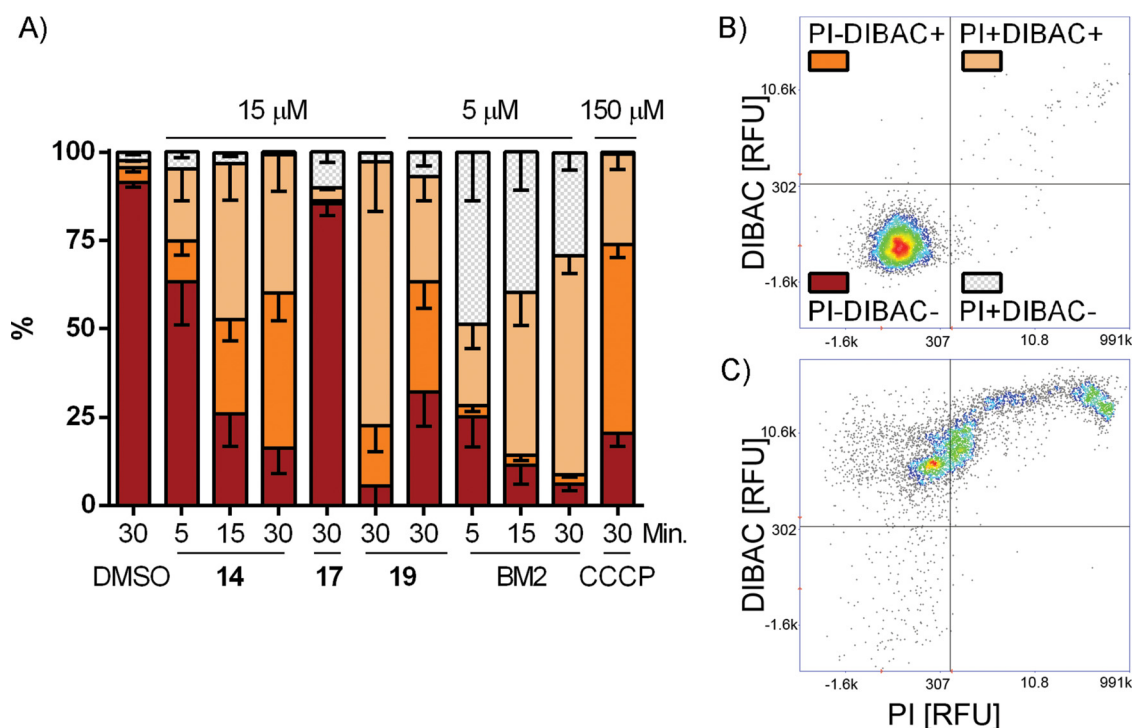 A)
15 µM
5 µM
150 µM
100
75
50
25
0
%
30 5 15 30 30 30 30 5 15 30 30 Min.
DMSO 14 17 19 BM2 CCCP
B)
PI-DIBAC+ PI+DIBAC+
10.6k
302
-1.6k
DIBAC [RFU]
PI-DIBAC- PI+DIBAC-
-1.6k 307 10.8 991k
C)
10.6k
302
-1.6k
DIBAC [RFU]
-1.6k 307 10.8 991k
PI [RFU]